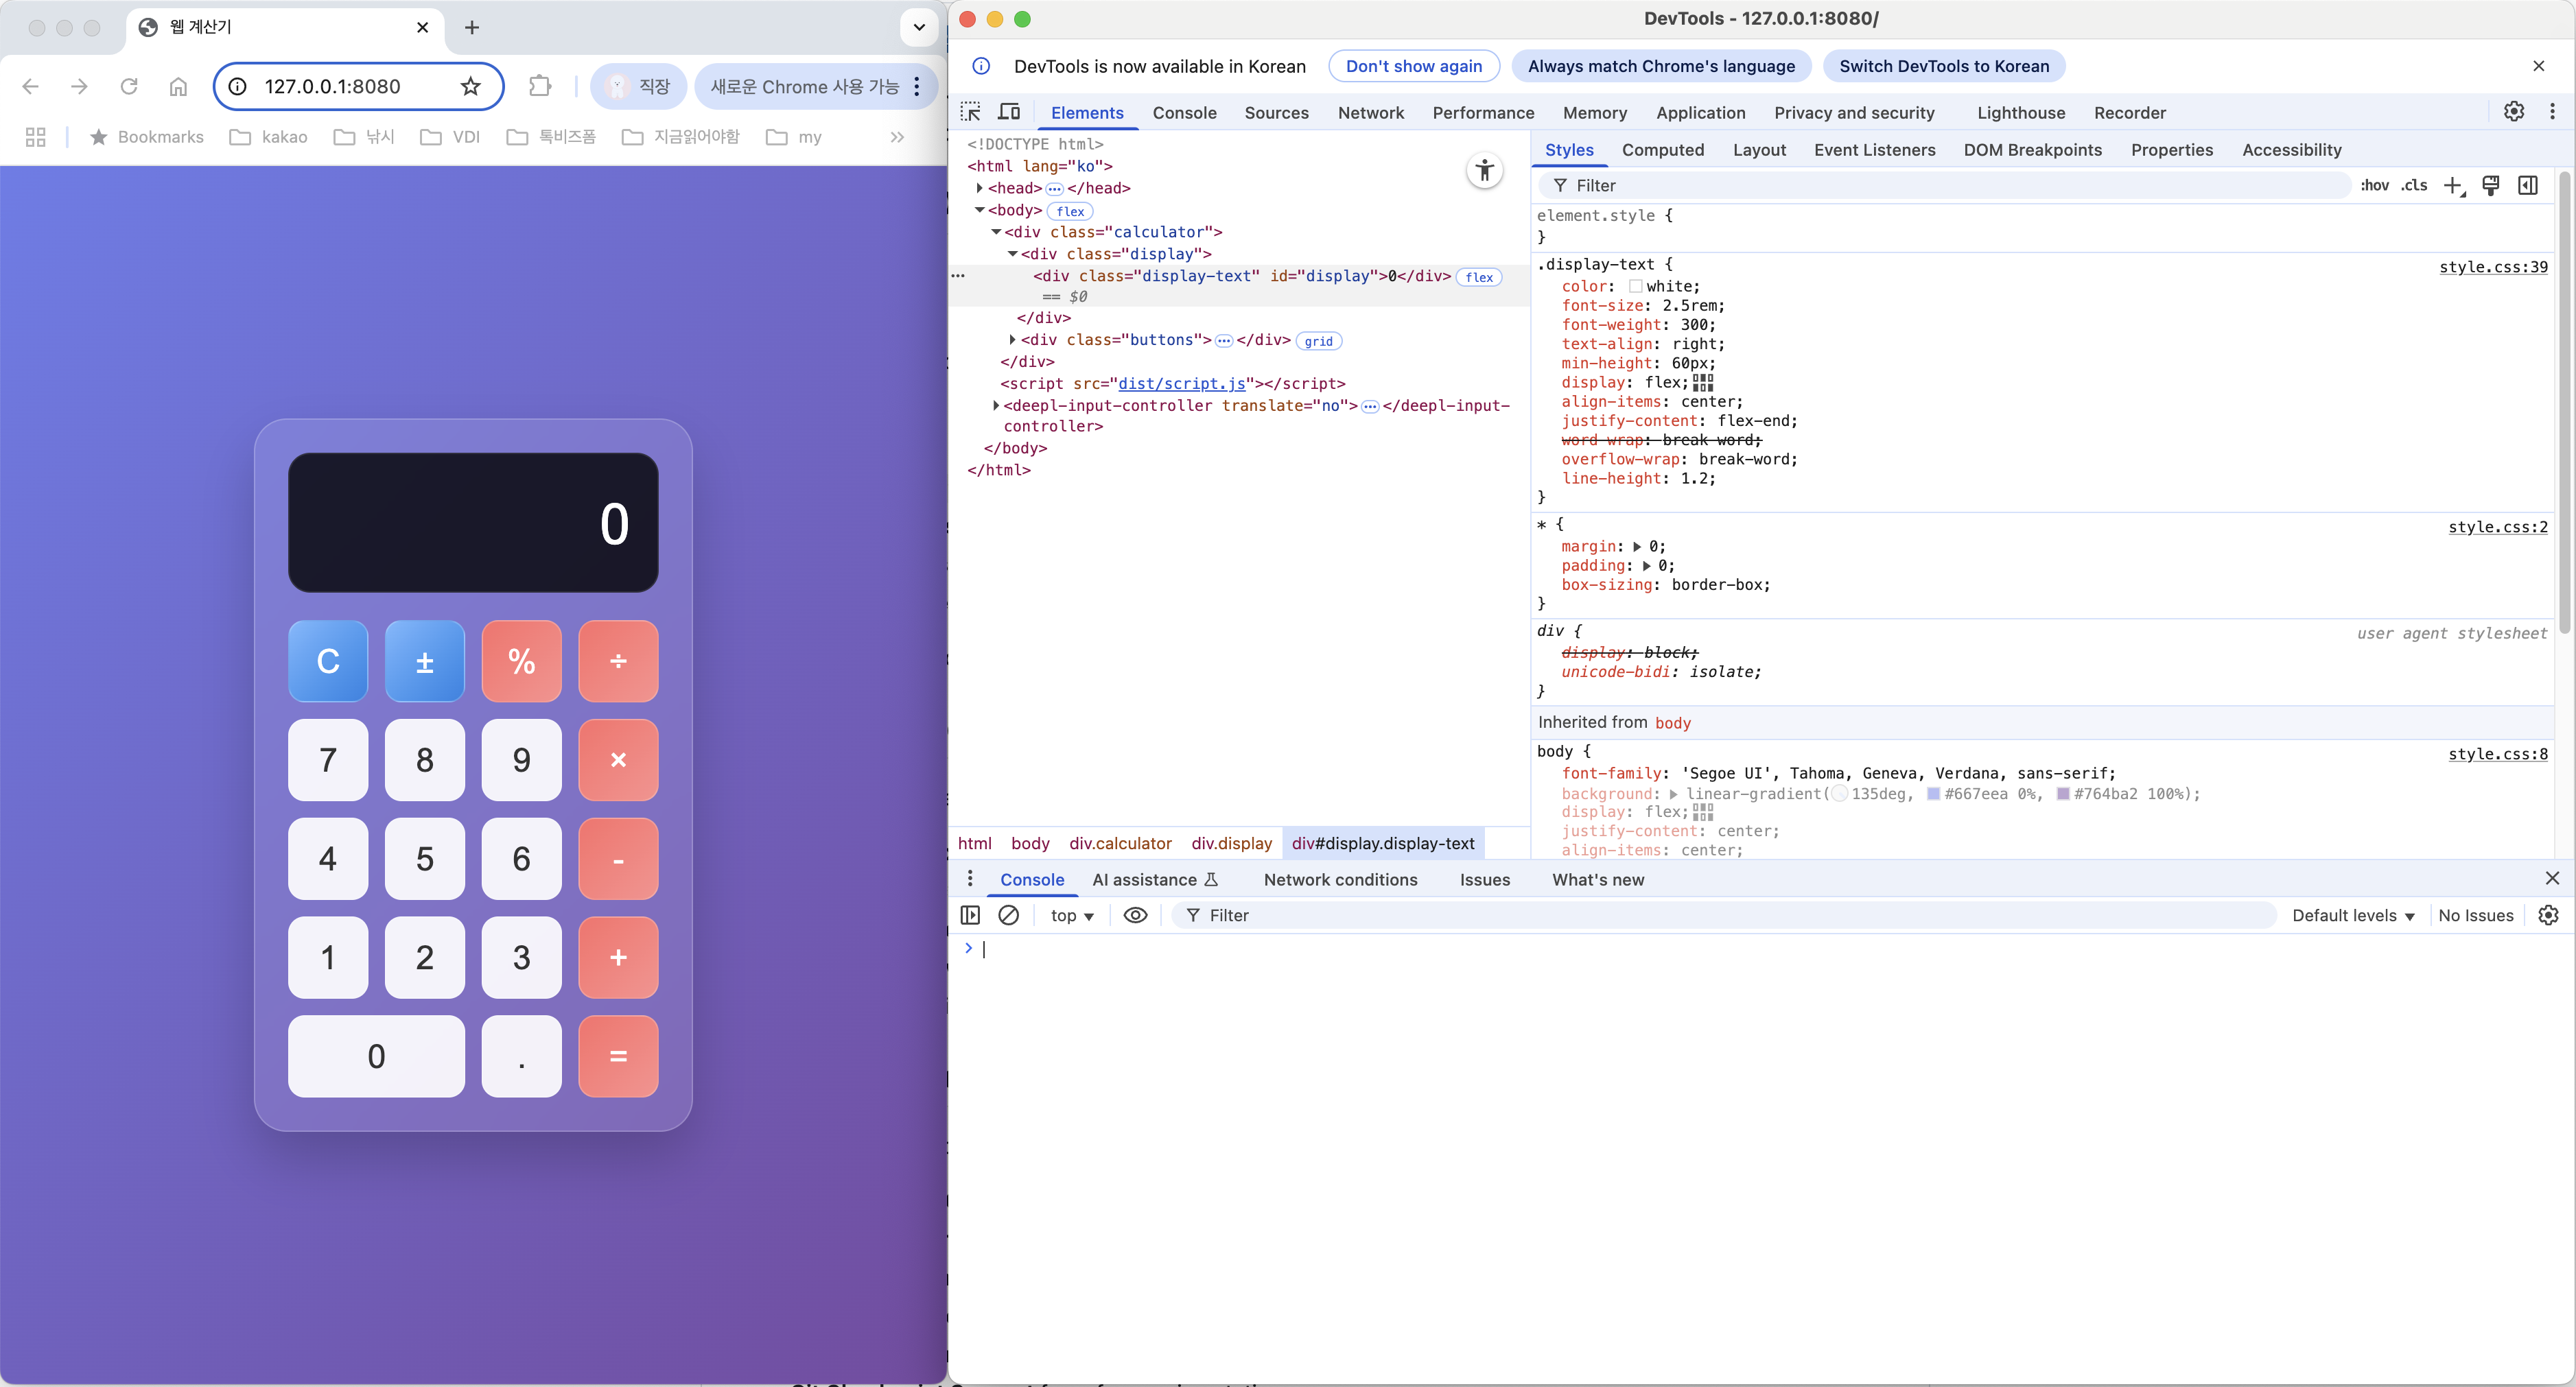 웹 계산기
127.0.0.1:8080
직장
새로운 Chrome 사용 가능
Bookmarks
kakao
낚시
VDI
톡비즈폼
지금읽어야함
my
0
C ± % ÷
7 8 9 ×
4 5 6 -
1 2 3 +
0 . =
DevTools - 127.0.0.1:8080/
DevTools is now available in Korean
Don't show again
Always match Chrome's language
Switch DevTools to Korean
Elements Console Sources Network Performance Memory Application Privacy and security Lighthouse Recorder
<!DOCTYPE html>
<html lang="ko">
<head>…</head>
<body> flex
<div class="calculator">
<div class="display">
… <div class="display-text" id="display">0</div> flex
== $0
</div>
<div class="buttons">…</div> grid
</div>
<script src="dist/script.js"></script>
<deepl-input-controller translate="no">…</deepl-input-
controller>
</body>
</html>
html body div.calculator div.display div#display.display-text
Styles Computed Layout Event Listeners DOM Breakpoints Properties Accessibility
Filter
:hov .cls
element.style {
}
.display-text { style.css:39
color: white;
font-size: 2.5rem;
font-weight: 300;
text-align: right;
min-height: 60px;
display: flex;
align-items: center;
justify-content: flex-end;
word-wrap: break-word;
overflow-wrap: break-word;
line-height: 1.2;
}
* { style.css:2
margin: 0;
padding: 0;
box-sizing: border-box;
}
div { user agent stylesheet
display: block;
unicode-bidi: isolate;
}
Inherited from body
body { style.css:8
font-family: 'Segoe UI', Tahoma, Geneva, Verdana, sans-serif;
background: linear-gradient(135deg, #667eea 0%, #764ba2 100%);
display: flex;
justify-content: center;
align-items: center;
Console AI assistance Network conditions Issues What's new
top
Filter
Default levels
No Issues
>